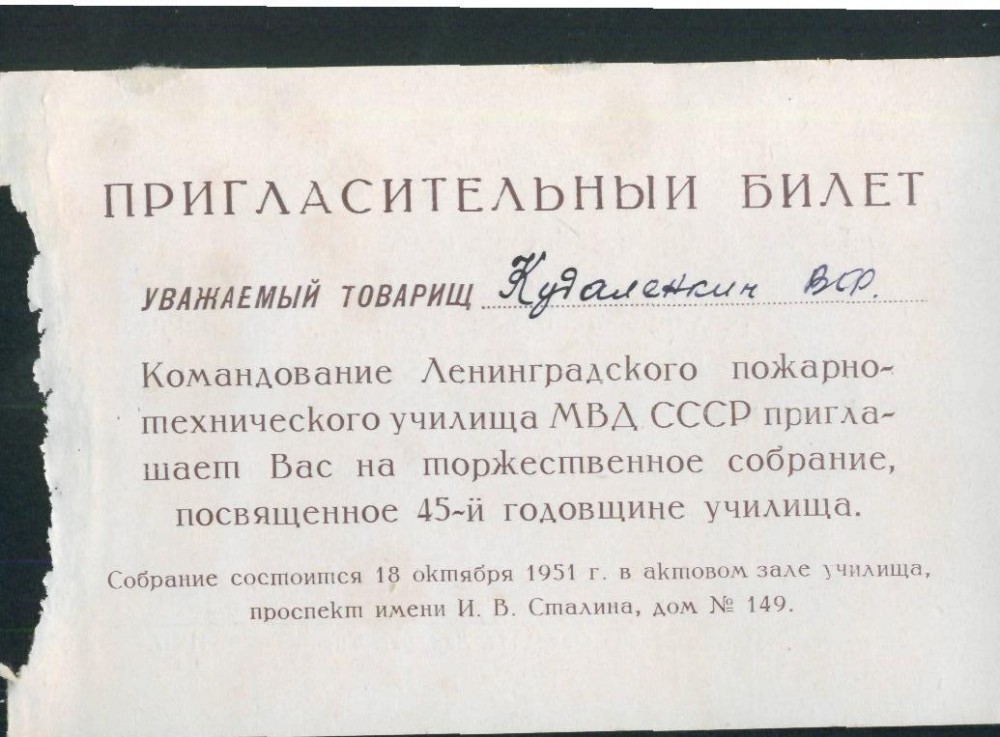 ПРИГЛАСИТЕЛЬНЫЙ БИЛЕТ
УВАЖАЕМЫЙ ТОВАРИЩ Кудаленкин В.Ф.
Командование Ленинградского пожарно-
технического училища МВД СССР пригла-
шает Вас на торжественное собрание,
посвященное 45-й годовщине училища.
Собрание состоится 18 октября 1951 г. в актовом зале училища,
проспект имени И. В. Сталина, дом № 149.